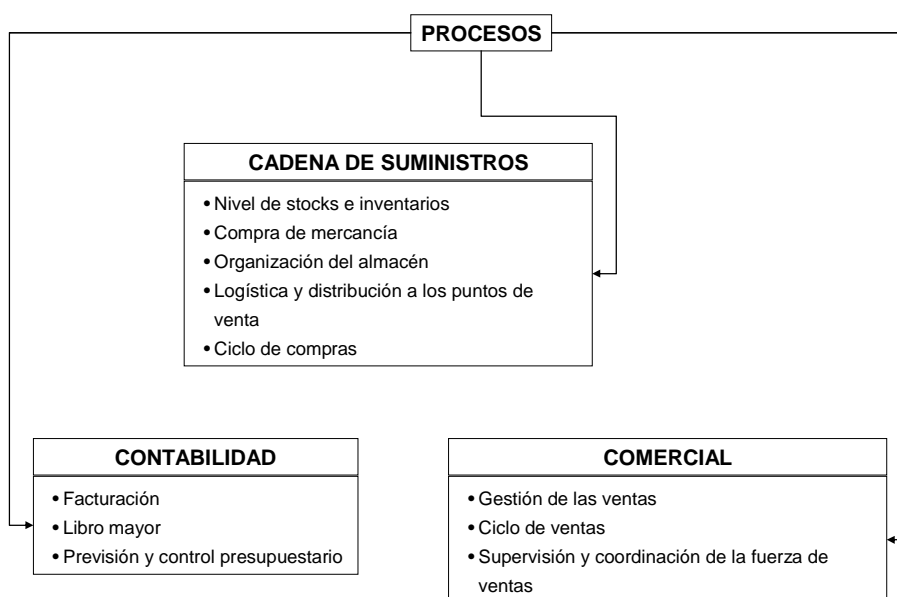 PROCESOS
CADENA DE SUMINISTROS
• Nivel de stocks e inventarios
• Compra de mercancía
• Organización del almacén
• Logística y distribución a los puntos de
venta
• Ciclo de compras
CONTABILIDAD
• Facturación
• Libro mayor
• Previsión y control presupuestario
COMERCIAL
• Gestión de las ventas
• Ciclo de ventas
• Supervisión y coordinación de la fuerza de
ventas